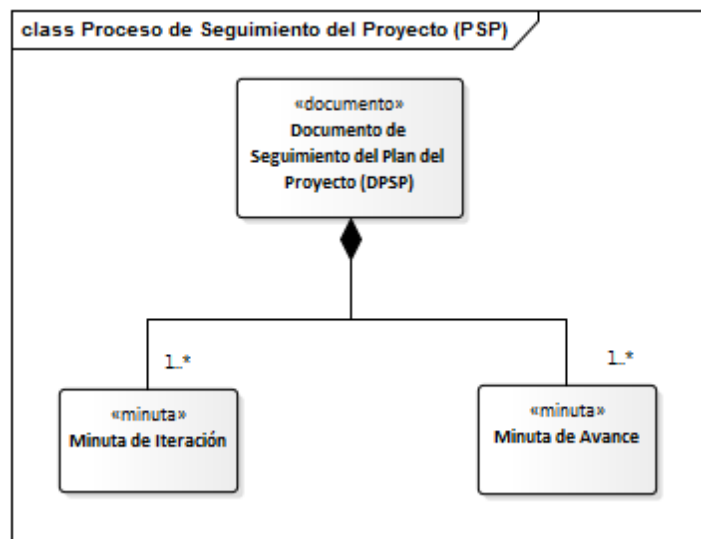 class Proceso de Seguimiento del Proyecto (PSP)
«documento»
Documento de
Seguimiento del Plan del
Proyecto (DPSP)
1..*
1..*
«minuta»
Minuta de Iteración
«minuta»
Minuta de Avance